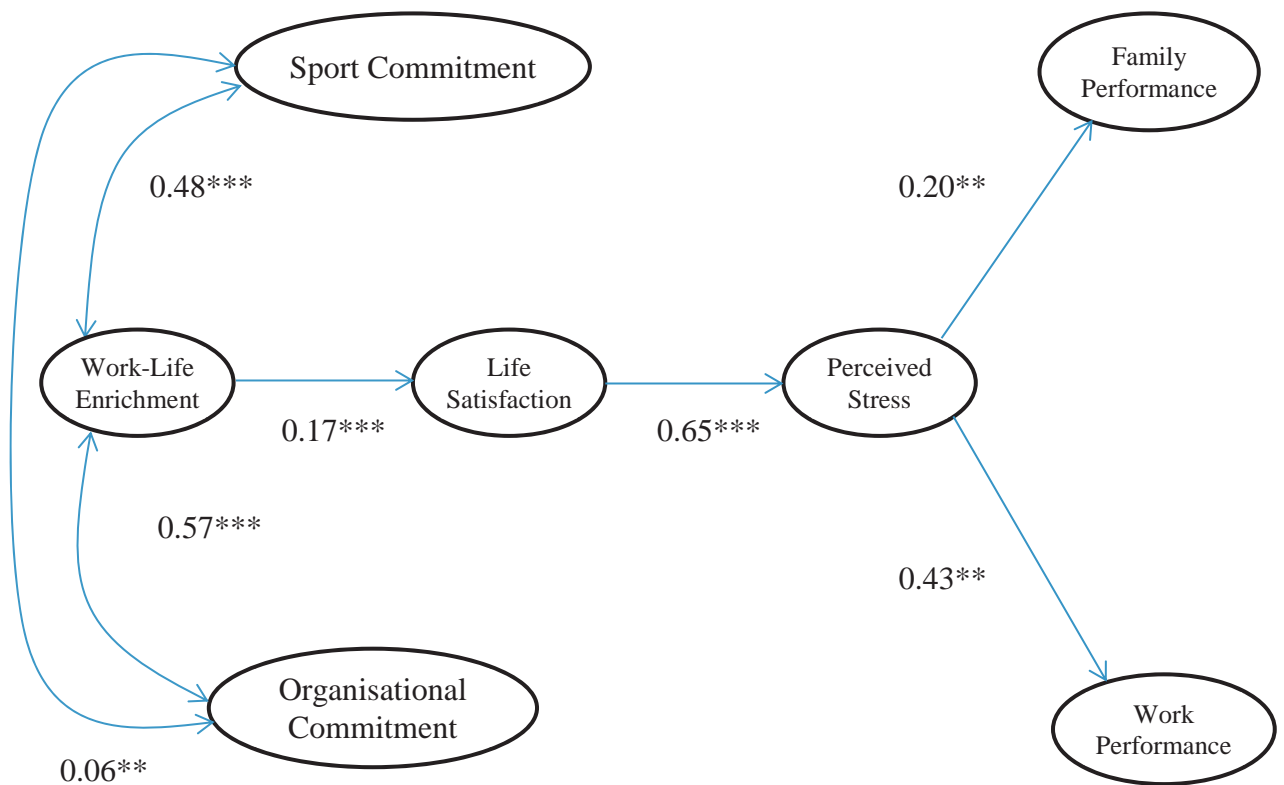 Sport Commitment
Family
Performance
0.48***
0.20**
Work-Life
Enrichment
Life
Satisfaction
Perceived
Stress
0.17***
0.65***
0.57***
0.43**
Organisational
Commitment
Work
Performance
0.06**